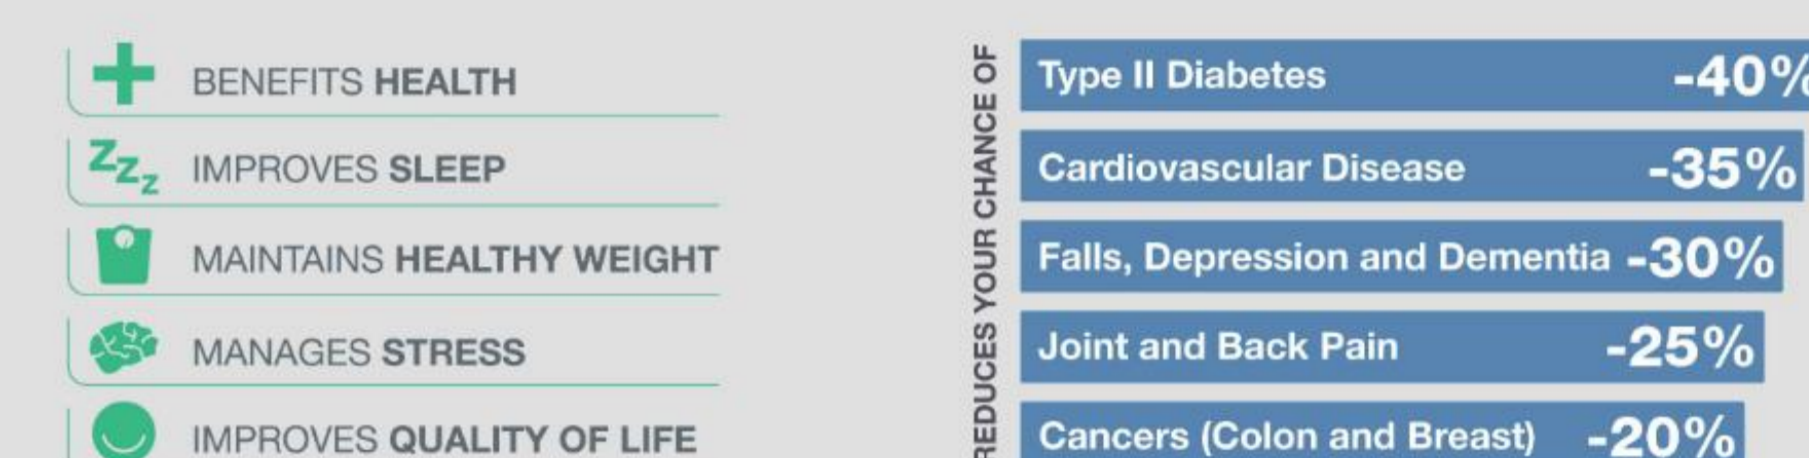 BENEFITS HEALTH
ZZz
IMPROVES SLEEP
MAINTAINS HEALTHY WEIGHT
MANAGES STRESS
IMPROVES QUALITY OF LIFE
REDUCES YOUR CHANCE OF
Type II Diabetes -40%
Cardiovascular Disease -35%
Falls, Depression and Dementia -30%
Joint and Back Pain -25%
Cancers (Colon and Breast) -20%